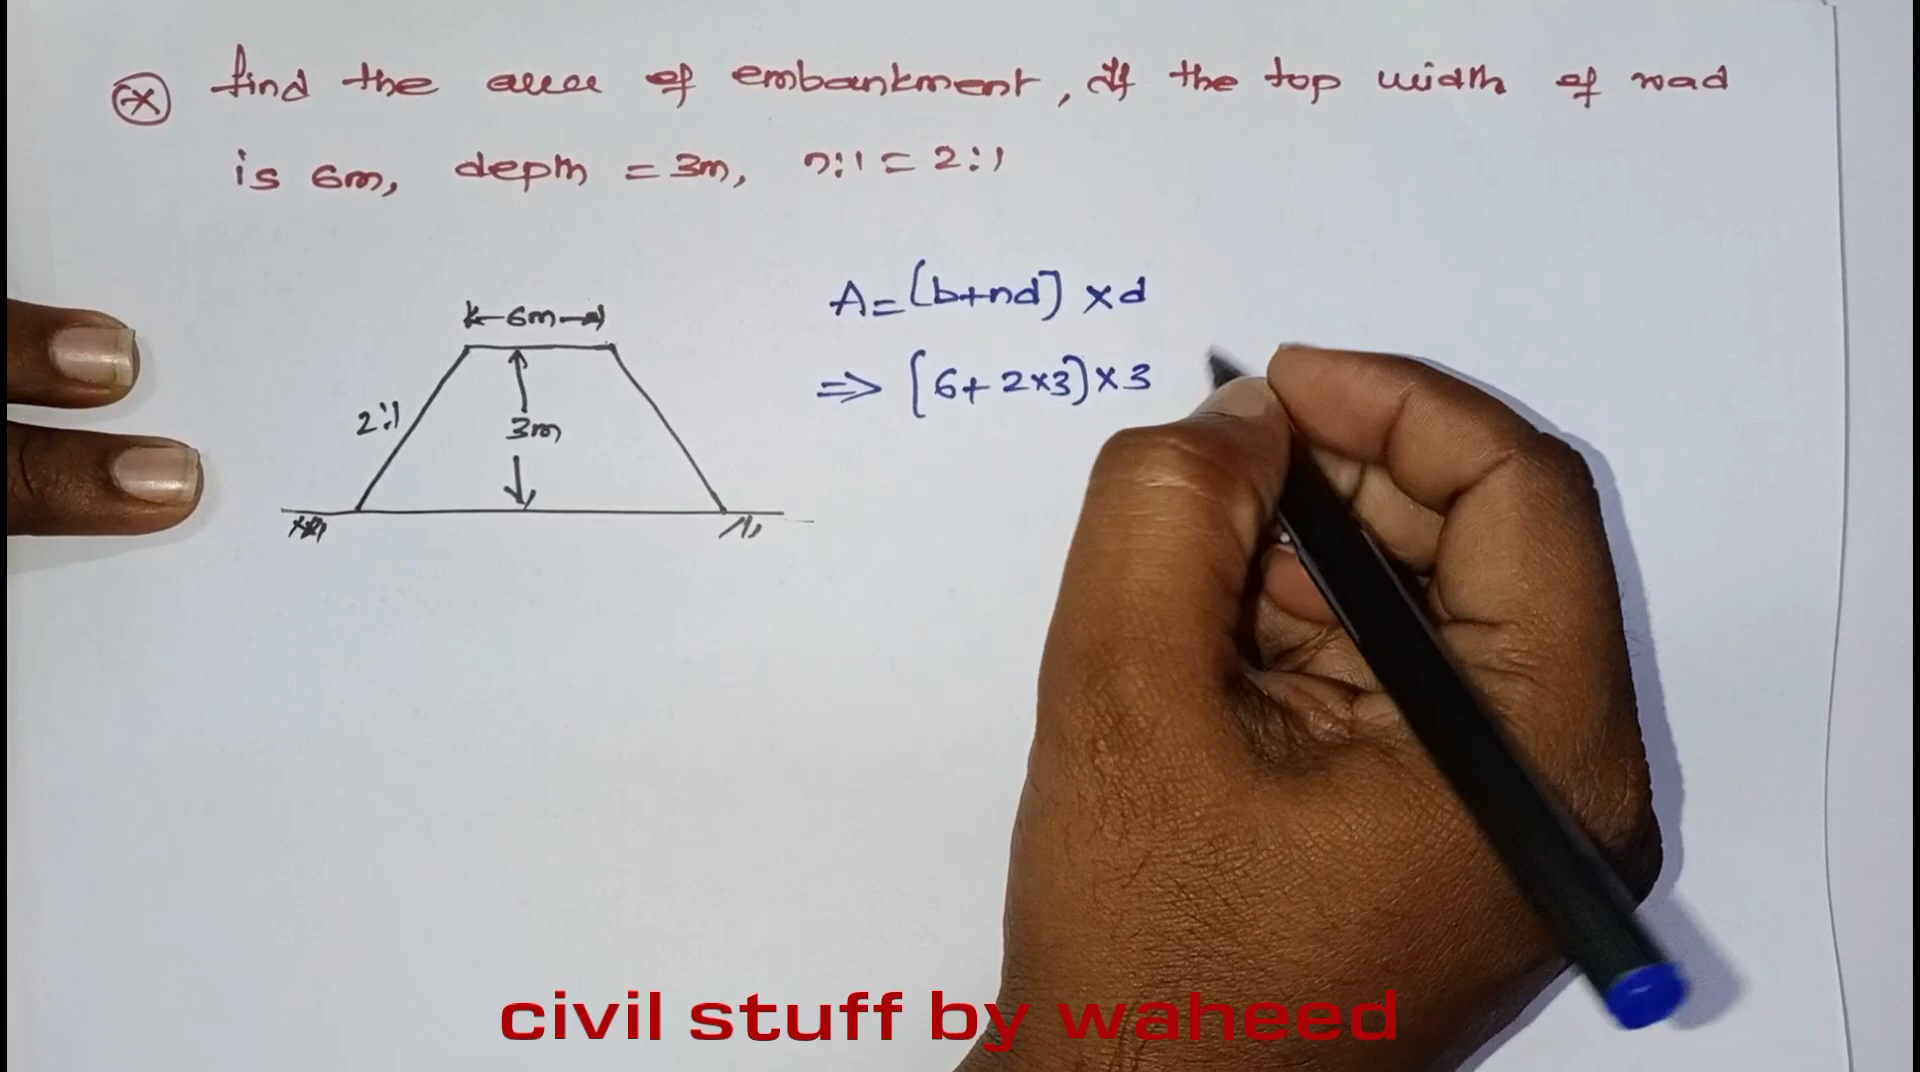 find the area of embankment, if the top width of road
is 6m, depth = 3m, n:1 = 2:1
6m
2:1
3m
A = (b+nd) × d
⇒ (6+2×3) × 3
civil stuff by waheed